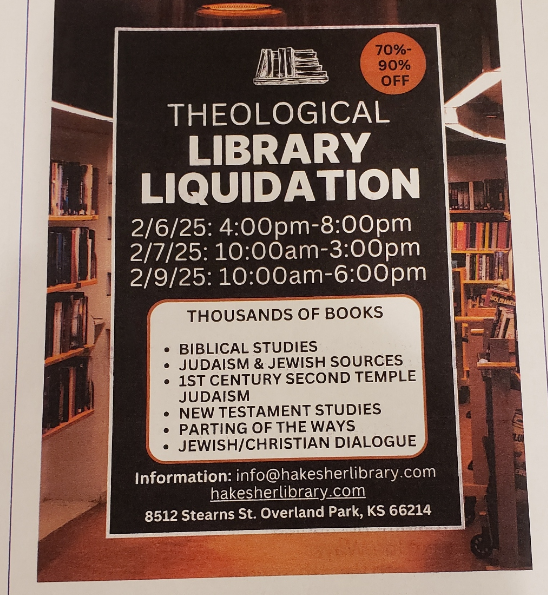 70%-
90%
OFF
THEOLOGICAL
LIBRARY
LIQUIDATION
2/6/25: 4:00pm-8:00pm
2/7/25: 10:00am-3:00pm
2/9/25: 10:00am-6:00pm
THOUSANDS OF BOOKS
• BIBLICAL STUDIES
• JUDAISM & JEWISH SOURCES
• 1ST CENTURY SECOND TEMPLE
JUDAISM
• NEW TESTAMENT STUDIES
• PARTING OF THE WAYS
• JEWISH/CHRISTIAN DIALOGUE
Information: info@hakesherlibrary.com
hakesherlibrary.com
8512 Stearns St. Overland Park, KS 66214